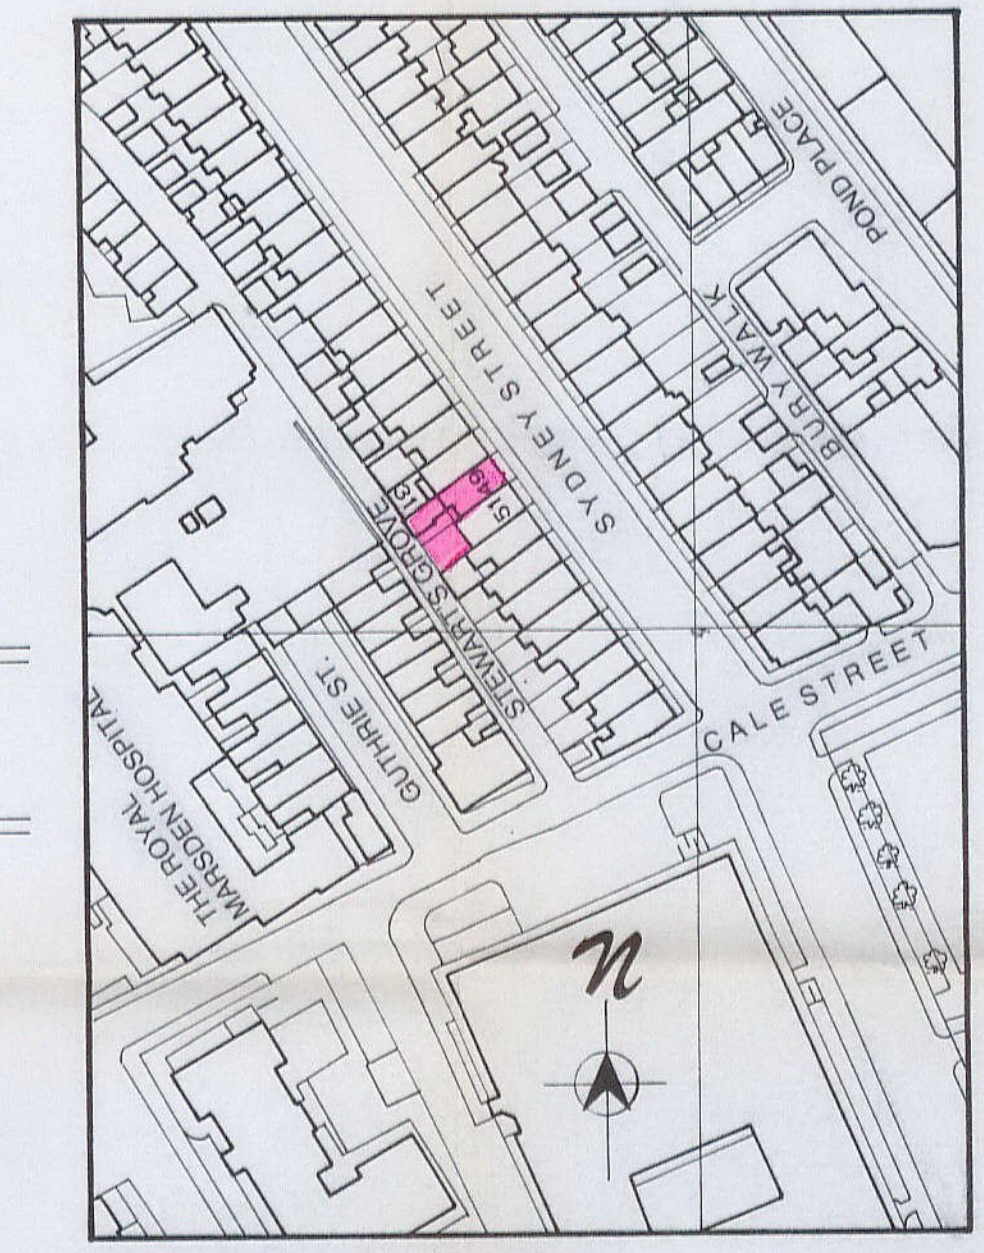 POND PLACE
SYDNEY STREET
BURY WALK
49
51
13
STEWART'S GROVE
GUTHRIE ST.
CALE STREET
THE ROYAL
MARSDEN HOSPITAL
N